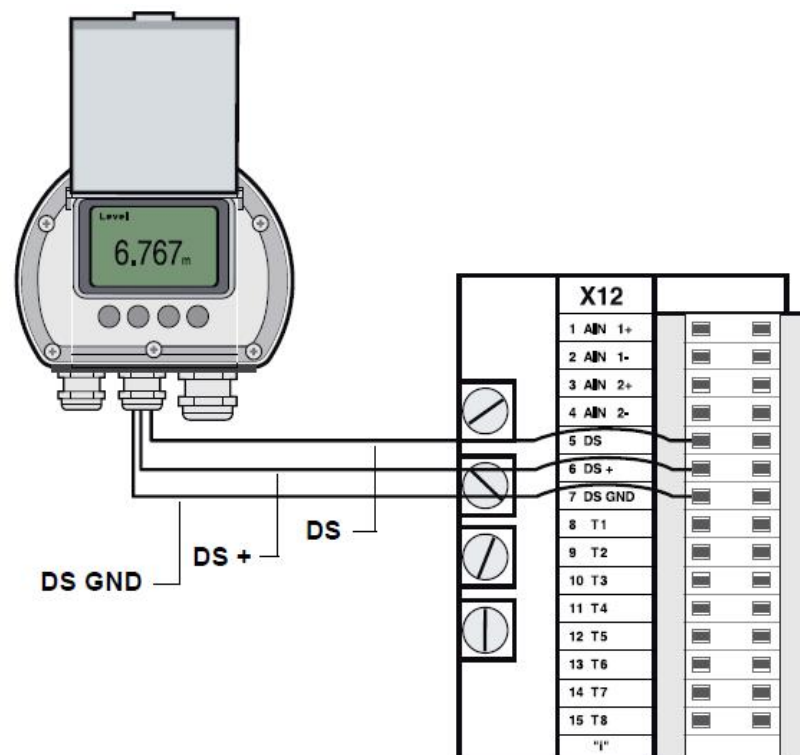 Level
6.767m
X12
1 AIN 1+
2 AIN 1-
3 AIN 2+
4 AIN 2-
5 DS
6 DS +
7 DS GND
8 T1
9 T2
10 T3
11 T4
12 T5
13 T6
14 T7
15 T8
"i"
DS
DS +
DS GND